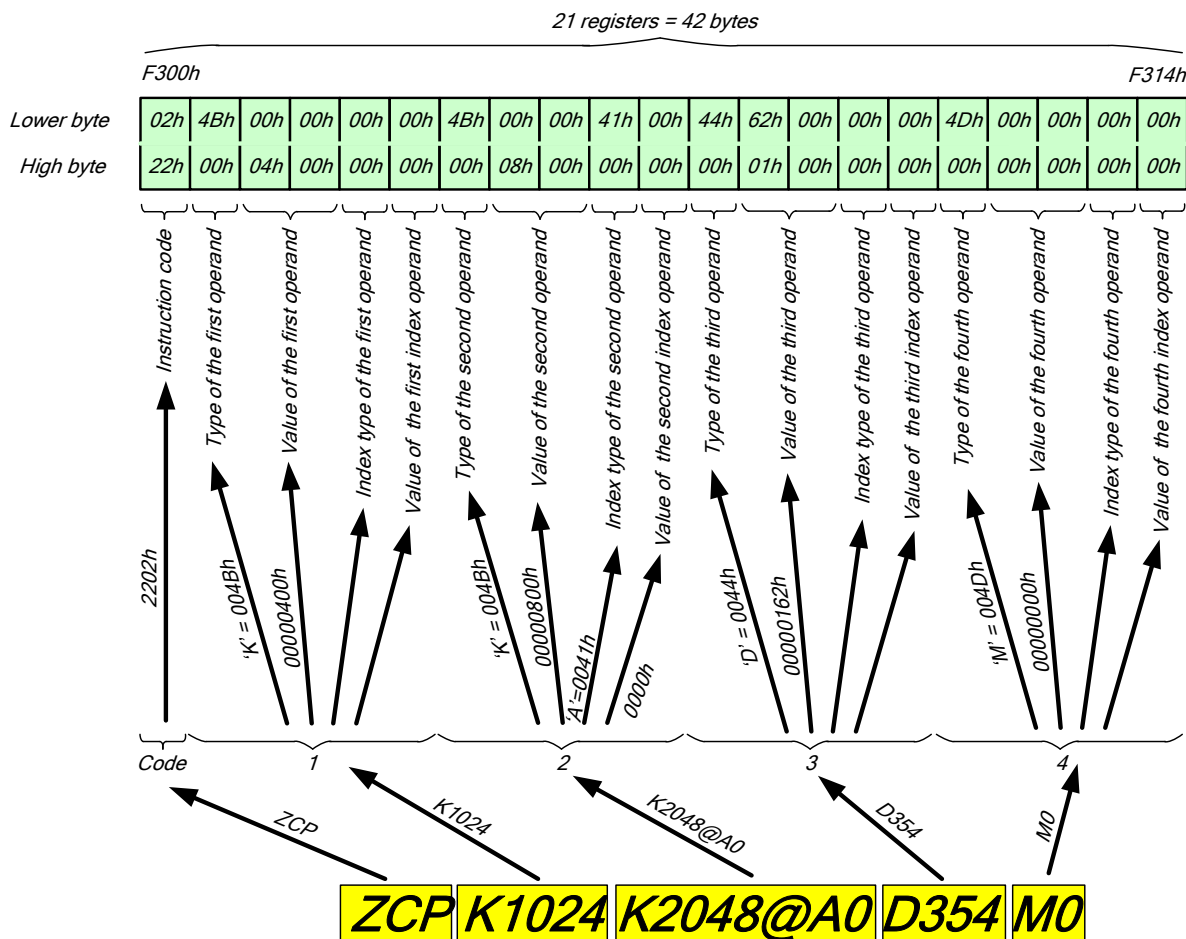 21 registers = 42 bytes
F300h F314h
Lower byte 02h 4Bh 00h 00h 00h 00h 4Bh 00h 00h 41h 00h 44h 62h 00h 00h 00h 4Dh 00h 00h 00h 00h
High byte 22h 00h 04h 00h 00h 00h 00h 08h 00h 00h 00h 00h 01h 00h 00h 00h 00h 00h 00h 00h 00h
Instruction code
Type of the first operand
Value of the first operand
Index type of the first operand
Value of the first index operand
Type of the second operand
Value of the second operand
Index type of the second operand
Value of the second index operand
Type of the third operand
Value of the third operand
Index type of the third operand
Value of the third index operand
Type of the fourth operand
Value of the fourth operand
Index type of the fourth operand
Value of the fourth index operand
2202h
'K' = 004Bh
00000400h
'K' = 004Bh
00000800h
'A'=0041h
0000h
'D' = 0044h
00000162h
'M' = 004Dh
00000000h
Code 1 2 3 4
ZCP
K1024
K2048@A0
D354
M0
ZCP K1024 K2048@A0 D354 M0